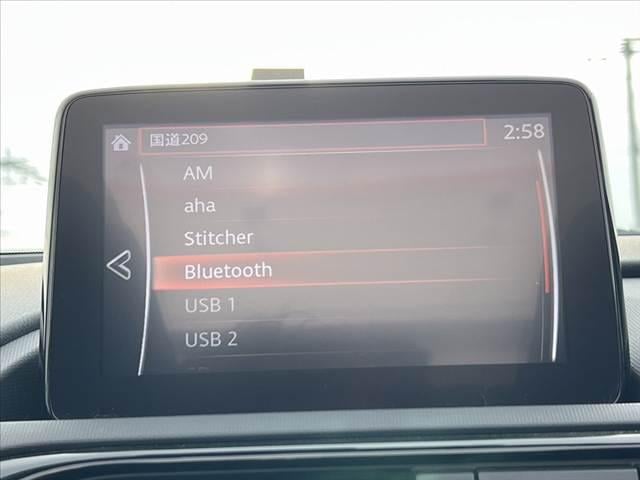 国道209
2:58
AM
aha
Stitcher
Bluetooth
USB 1
USB 2